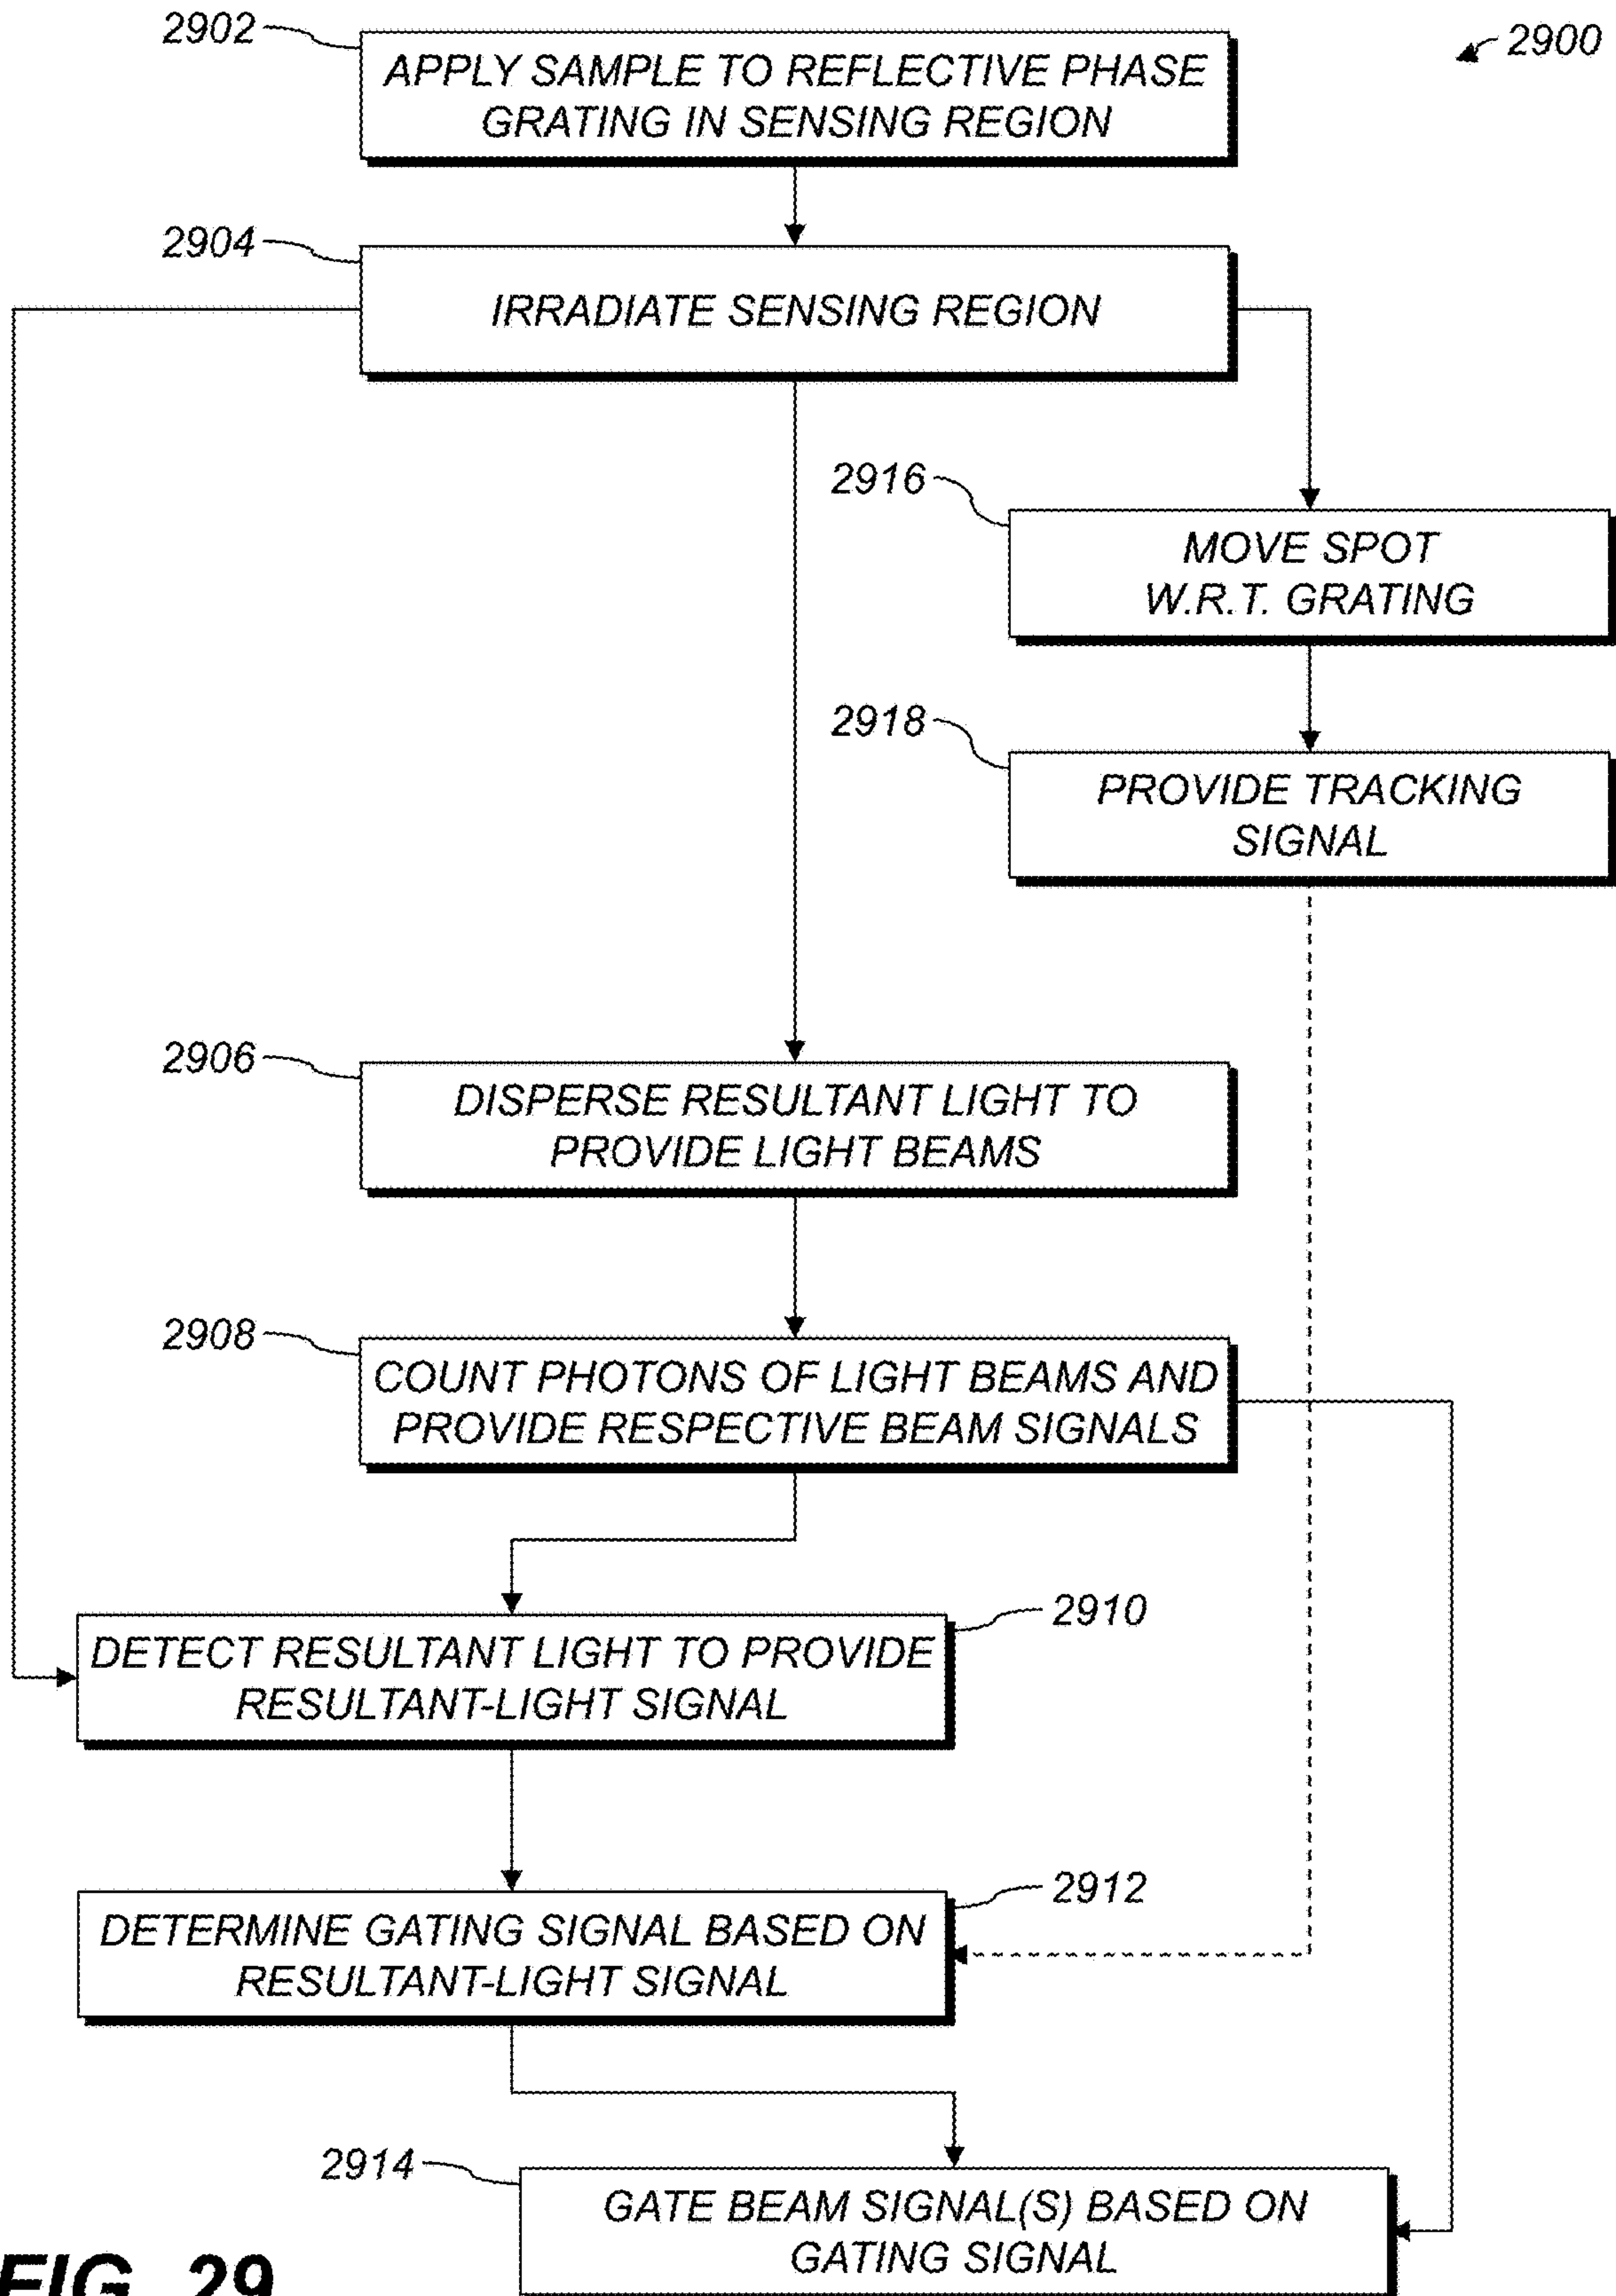 2902
2900
APPLY SAMPLE TO REFLECTIVE PHASE
GRATING IN SENSING REGION
2904
IRRADIATE SENSING REGION
2916
MOVE SPOT
W.R.T. GRATING
2918
PROVIDE TRACKING
SIGNAL
2906
DISPERSE RESULTANT LIGHT TO
PROVIDE LIGHT BEAMS
2908
COUNT PHOTONS OF LIGHT BEAMS AND
PROVIDE RESPECTIVE BEAM SIGNALS
2910
DETECT RESULTANT LIGHT TO PROVIDE
RESULTANT-LIGHT SIGNAL
2912
DETERMINE GATING SIGNAL BASED ON
RESULTANT-LIGHT SIGNAL
2914
GATE BEAM SIGNAL(S) BASED ON
GATING SIGNAL
FIG. 29